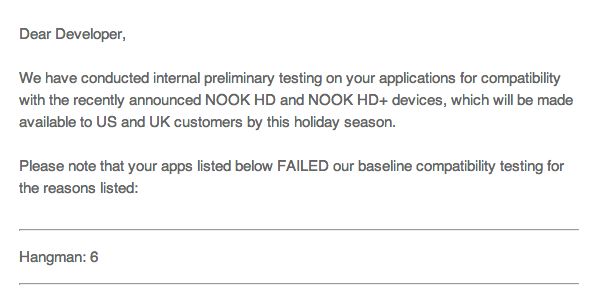 Dear Developer,
We have conducted internal preliminary testing on your applications for compatibility
with the recently announced NOOK HD and NOOK HD+ devices, which will be made
available to US and UK customers by this holiday season.
Please note that your apps listed below FAILED our baseline compatibility testing for
the reasons listed:
Hangman: 6